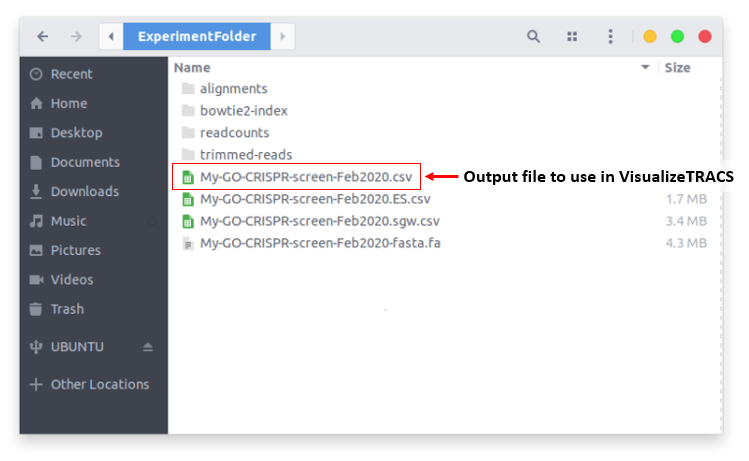 ExperimentFolder
Name Size
Recent
Home
Desktop
Documents
Downloads
Music
Pictures
Videos
Trash
UBUNTU
Other Locations
alignments
bowtie2-index
readcounts
trimmed-reads
My-GO-CRISPR-screen-Feb2020.csv Output file to use in VisualizeTRACS
My-GO-CRISPR-screen-Feb2020.ES.csv 1.7 MB
My-GO-CRISPR-screen-Feb2020.sgw.csv 3.4 MB
My-GO-CRISPR-screen-Feb2020-fasta.fa 4.3 MB